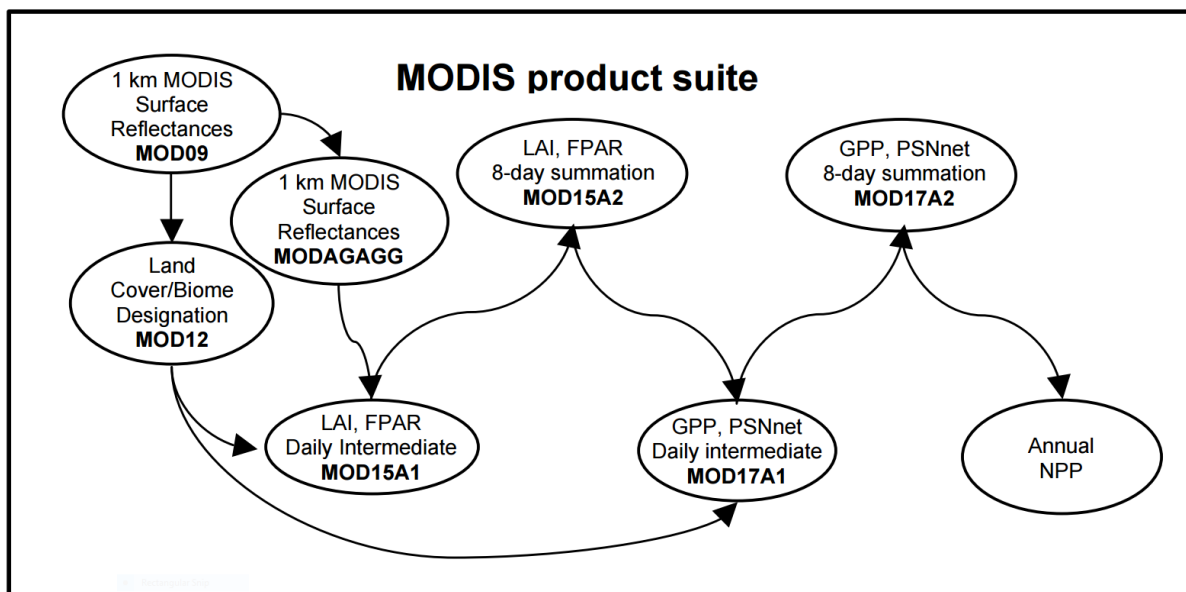 MODIS product suite
1 km MODIS
Surface
Reflectances
MOD09
1 km MODIS
Surface
Reflectances
MODAGAGG
Land
Cover/Biome
Designation
MOD12
LAI, FPAR
8-day summation
MOD15A2
GPP, PSNnet
8-day summation
MOD17A2
LAI, FPAR
Daily Intermediate
MOD15A1
GPP, PSNnet
Daily intermediate
MOD17A1
Annual
NPP